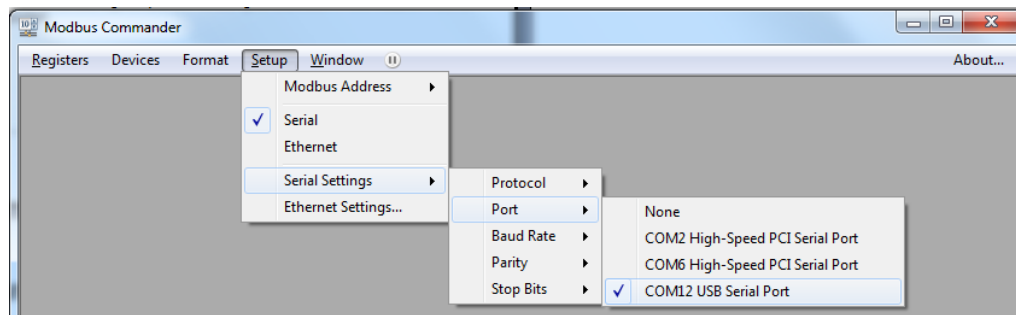 Modbus Commander
Registers Devices Format Setup Window About...
Modbus Address
Serial
Ethernet
Serial Settings
Ethernet Settings...
Protocol
Port
Baud Rate
Parity
Stop Bits
None
COM2 High-Speed PCI Serial Port
COM6 High-Speed PCI Serial Port
COM12 USB Serial Port